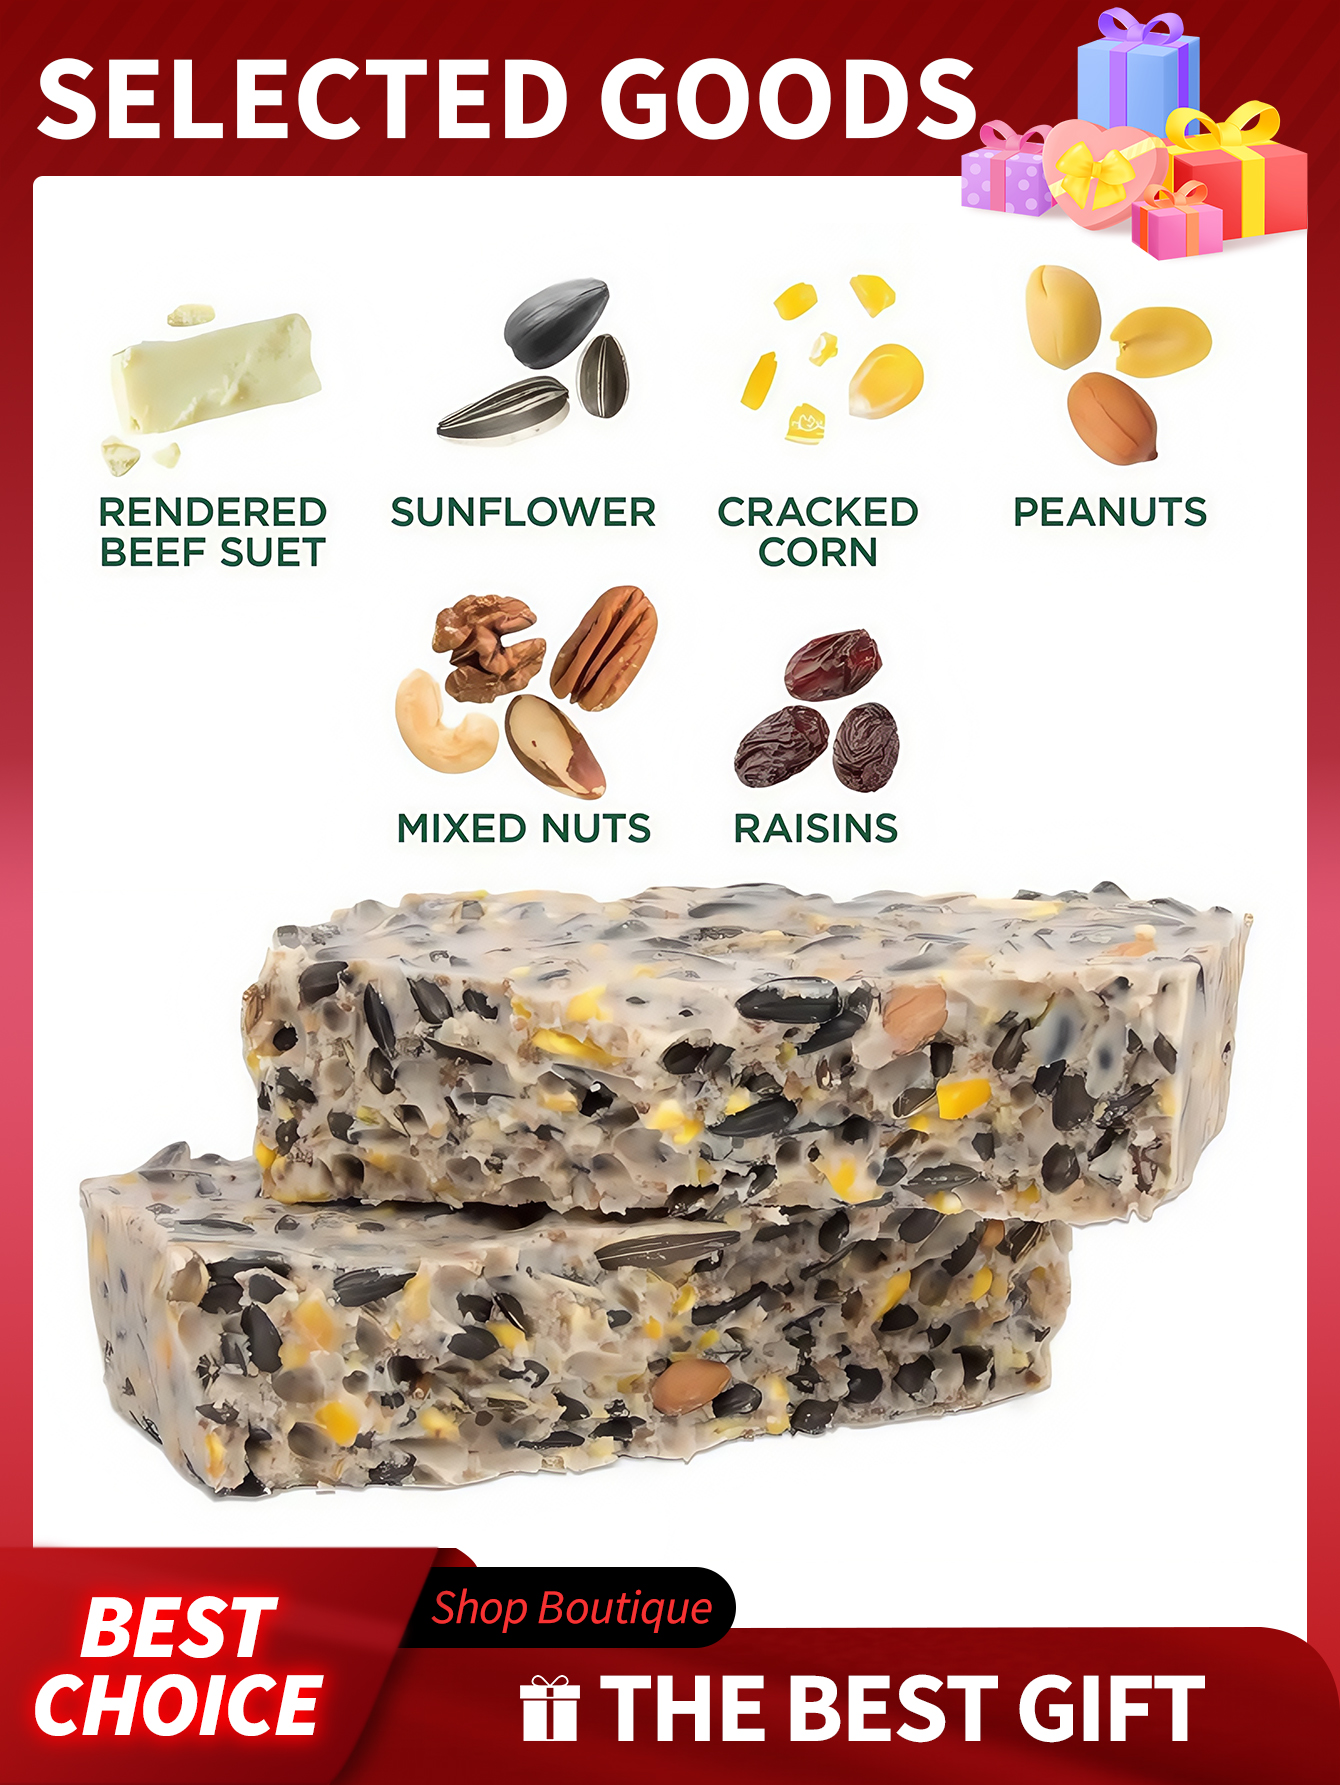 SELECTED GOODS
RENDERED
BEEF SUET
SUNFLOWER
CRACKED
CORN
PEANUTS
MIXED NUTS
RAISINS
BEST
CHOICE
Shop Boutique
THE BEST GIFT